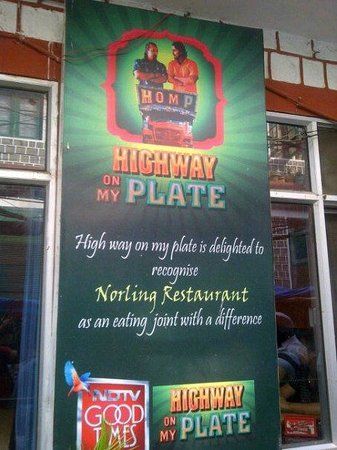 HOMP
HIGHWAY
ON MY PLATE
High way on my plate is delighted to
recognise
Norling Restaurant
as an eating joint with a difference
NDTV
GOOD
TIMES
HIGHWAY
ON MY PLATE